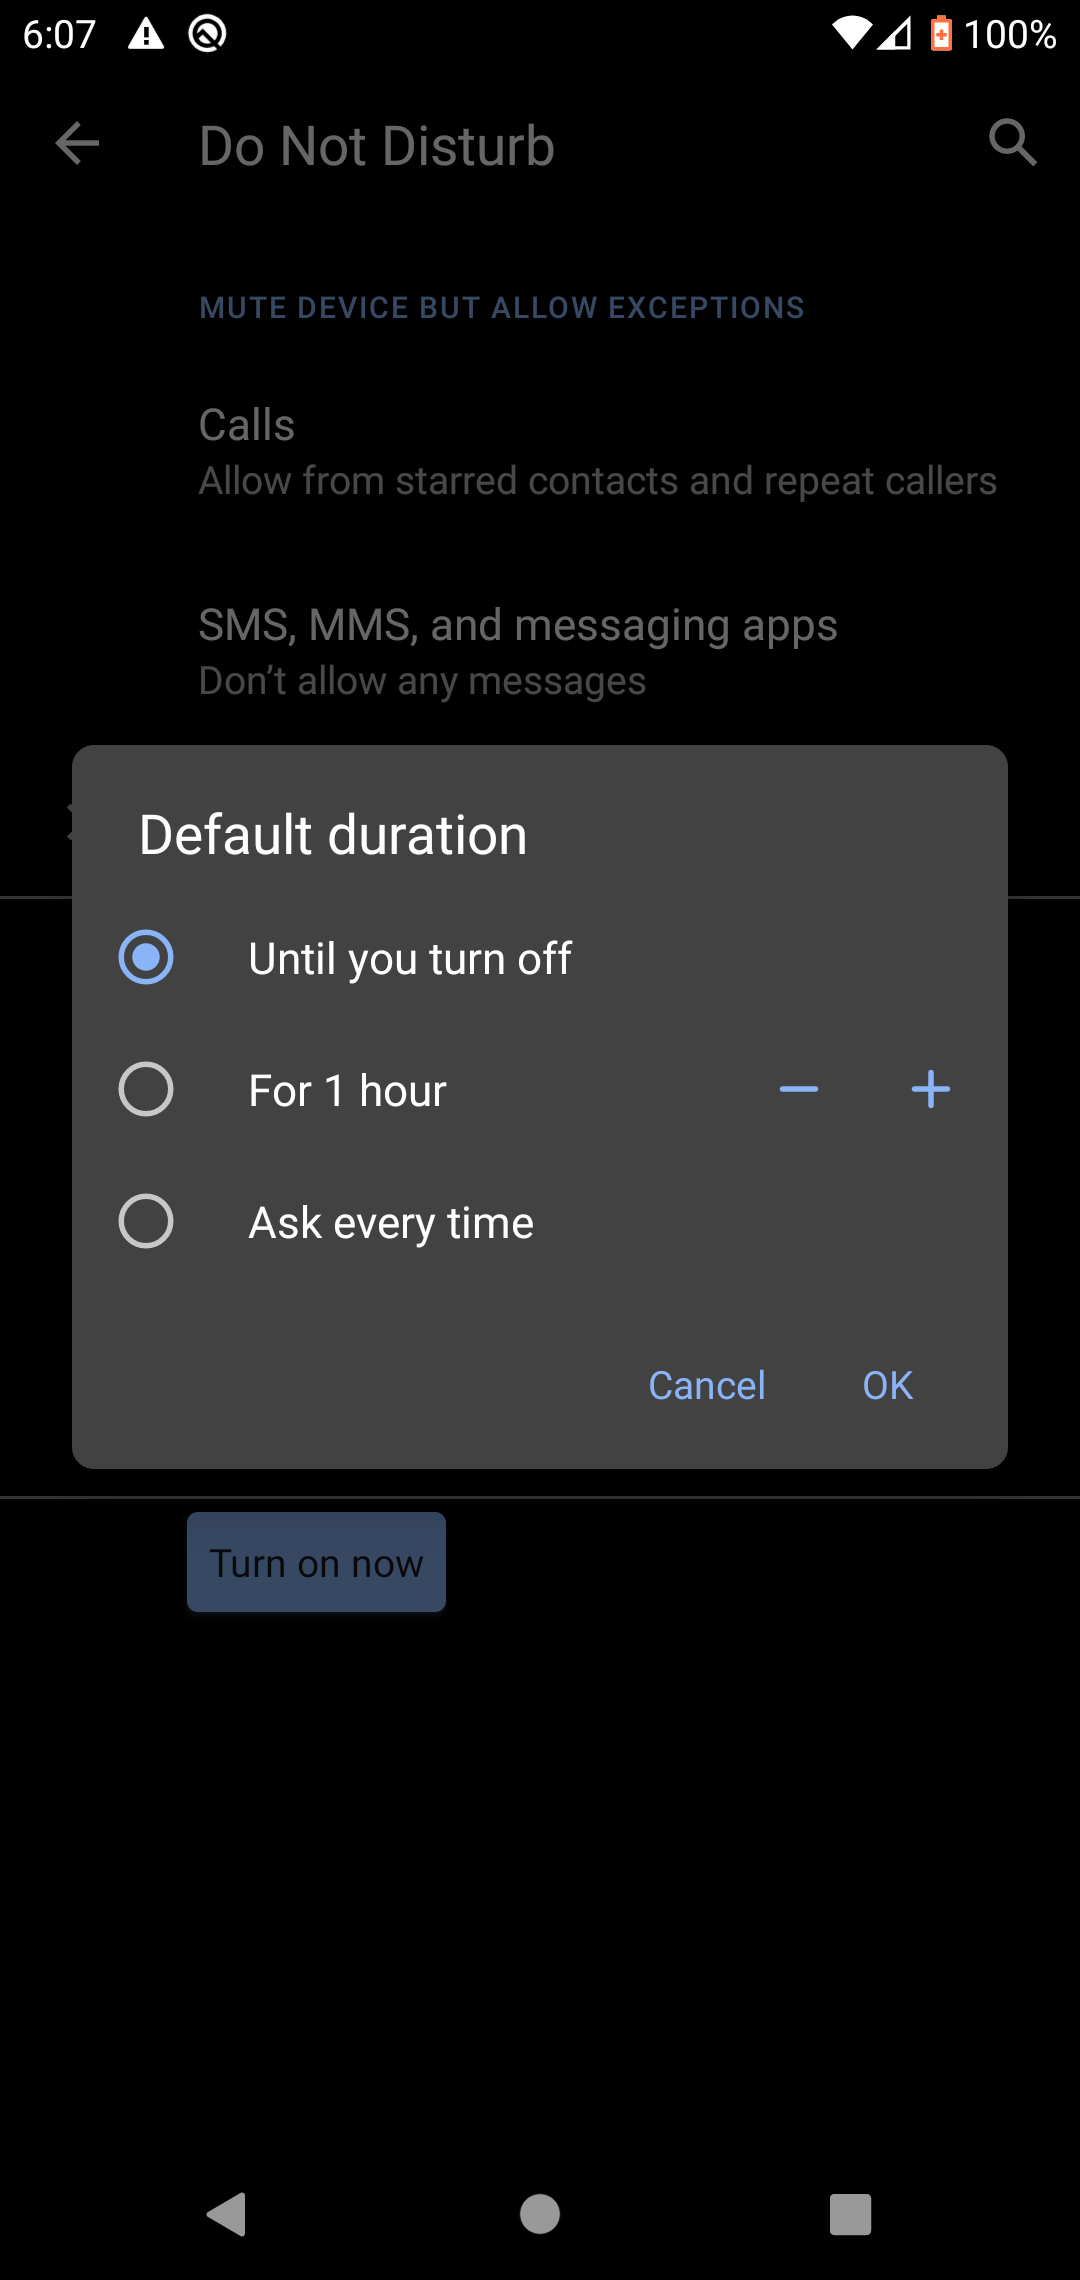 6:07
100%
Do Not Disturb
MUTE DEVICE BUT ALLOW EXCEPTIONS
Calls
Allow from starred contacts and repeat callers
SMS, MMS, and messaging apps
Don’t allow any messages
Default duration
Until you turn off
For 1 hour
Ask every time
Cancel
OK
Turn on now